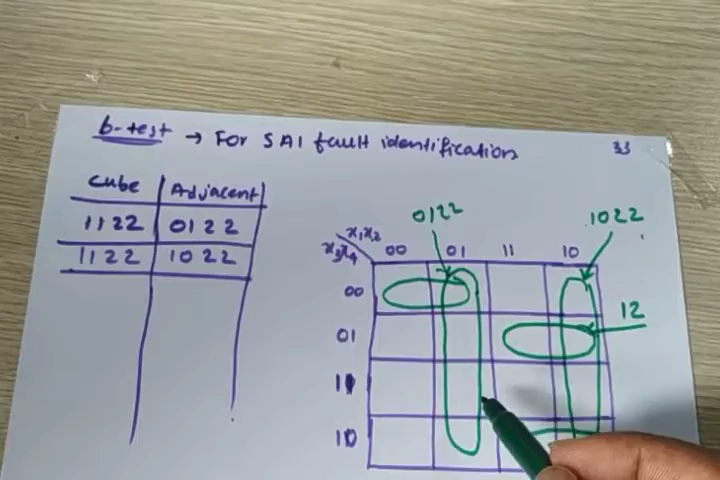 b-test → For SA1 fault identification 33
Cube Adjacent
1122 0122
1122 1022
0122 1022
x1x2
x3x4 00 01 11 10
00
01 12
11
10